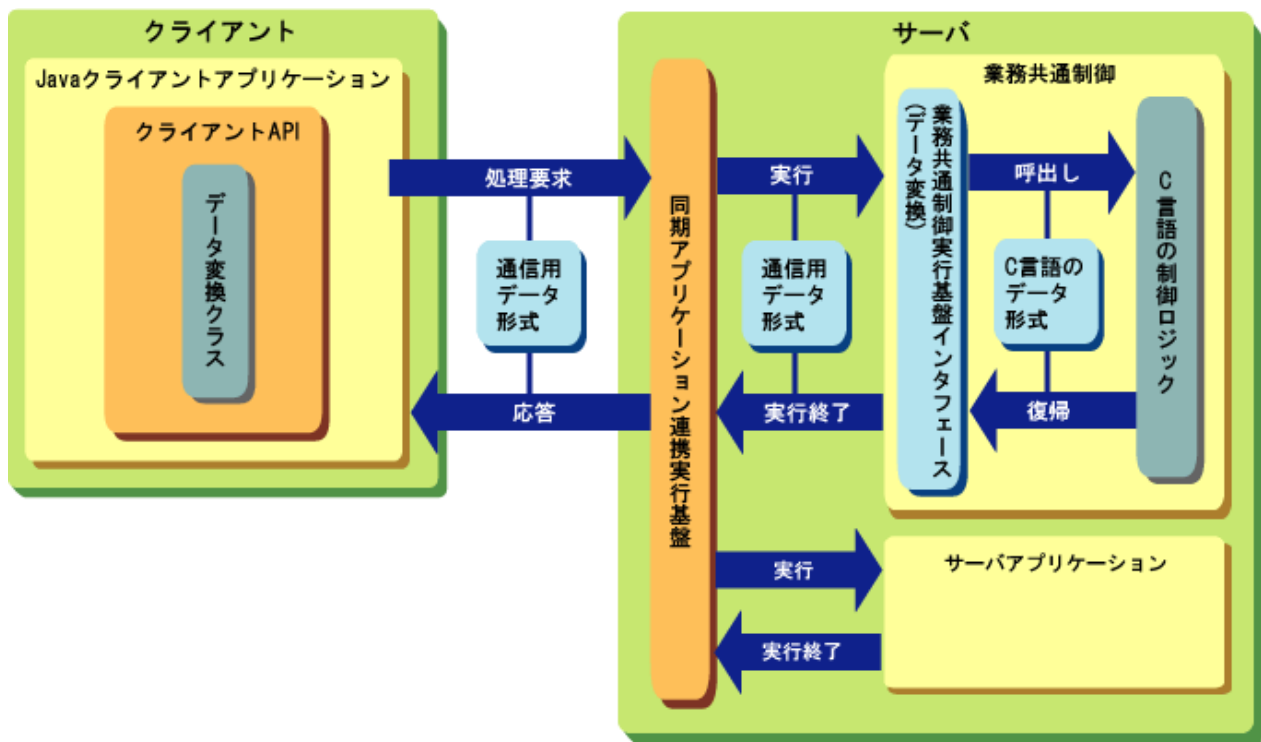 クライアント
Javaクライアントアプリケーション
クライアントAPI
データ変換クラス
処理要求
通信用
データ
形式
応答
サーバ
同期アプリケーション連携実行基盤
実行
通信用
データ
形式
実行終了
業務共通制御
業務共通制御実行基盤インタフェース
(データ変換)
呼出し
C言語の
データ
形式
復帰
C言語の制御ロジック
実行
実行終了
サーバアプリケーション